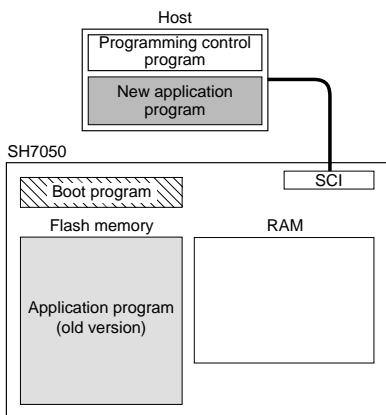 Host
Programming control
program
New application
program
SH7050
SCI
Boot program
Flash memory
RAM
Application program
(old version)